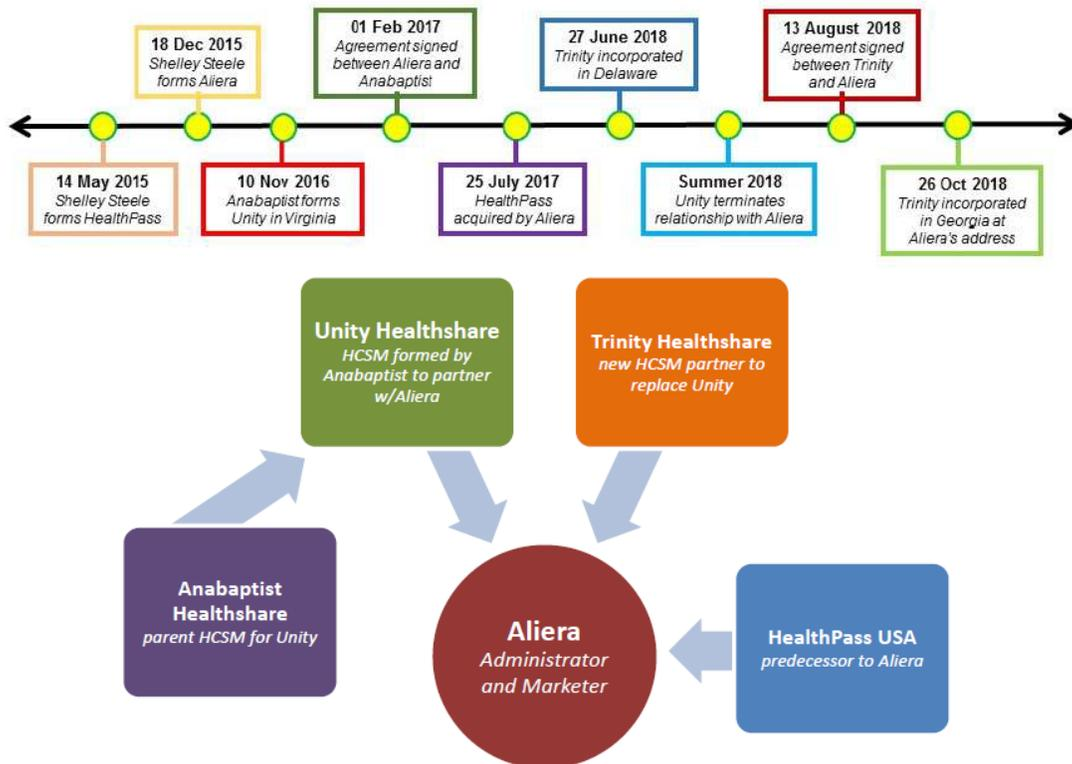 18 Dec 2015
Shelley Steele
forms Aliera
01 Feb 2017
Agreement signed
between Aliera and
Anabaptist
27 June 2018
Trinity incorporated
in Delaware
13 August 2018
Agreement signed
between Trinity
and Aliera
14 May 2015
Shelley Steele
forms HealthPass
10 Nov 2016
Anabaptist forms
Unity in Virginia
25 July 2017
HealthPass
acquired by Aliera
Summer 2018
Unity terminates
relationship with Aliera
26 Oct 2018
Trinity incorporated
in Georgia at
Aliera's address
Unity Healthshare
HCSM formed by
Anabaptist to partner
w/Aliera
Trinity Healthshare
new HCSM partner to
replace Unity
Anabaptist
Healthshare
parent HCSM for Unity
Aliera
Administrator
and Marketer
HealthPass USA
predecessor to Aliera